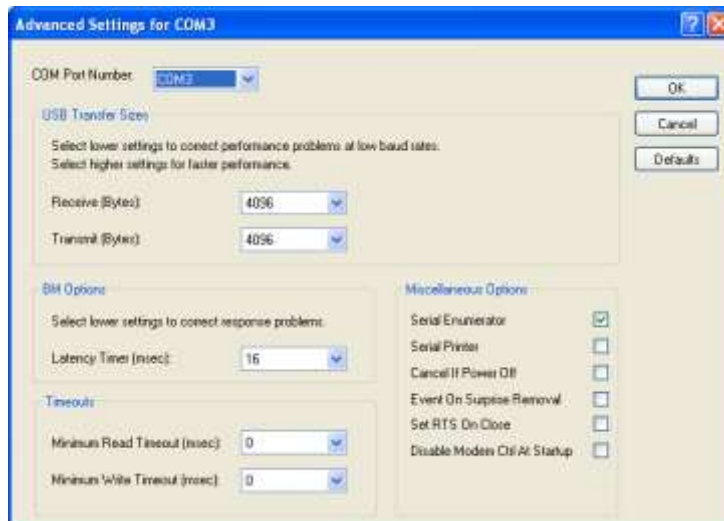 Advanced Settings for COM3
COM Port Number:
COM3
OK
Cancel
Defaults
USB Transfer Sizes
Select lower settings to correct performance problems at low baud rates.
Select higher settings for faster performance.
Receive (Bytes):
4096
Transmit (Bytes):
4096
BM Options
Select lower settings to correct response problems.
Latency Timer (msec):
16
Timeouts
Minimum Read Timeout (msec):
0
Minimum Write Timeout (msec):
0
Miscellaneous Options
Serial Enumerator
Serial Printer
Cancel If Power Off
Event On Surprise Removal
Set RTS On Close
Disable Modem Ctrl At Startup